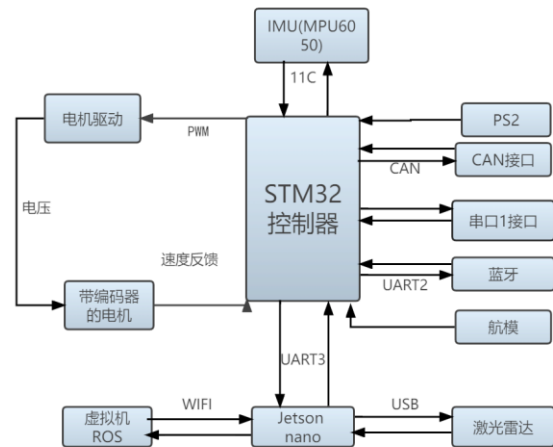 IMU(MPU60
50)
11C
电机驱动
PWM
PS2
CAN接口
CAN
STM32
控制器
电压
串口1接口
速度反馈
蓝牙
UART2
带编码器
的电机
航模
UART3
虚拟机
ROS
WIFI
Jetson
nano
USB
激光雷达